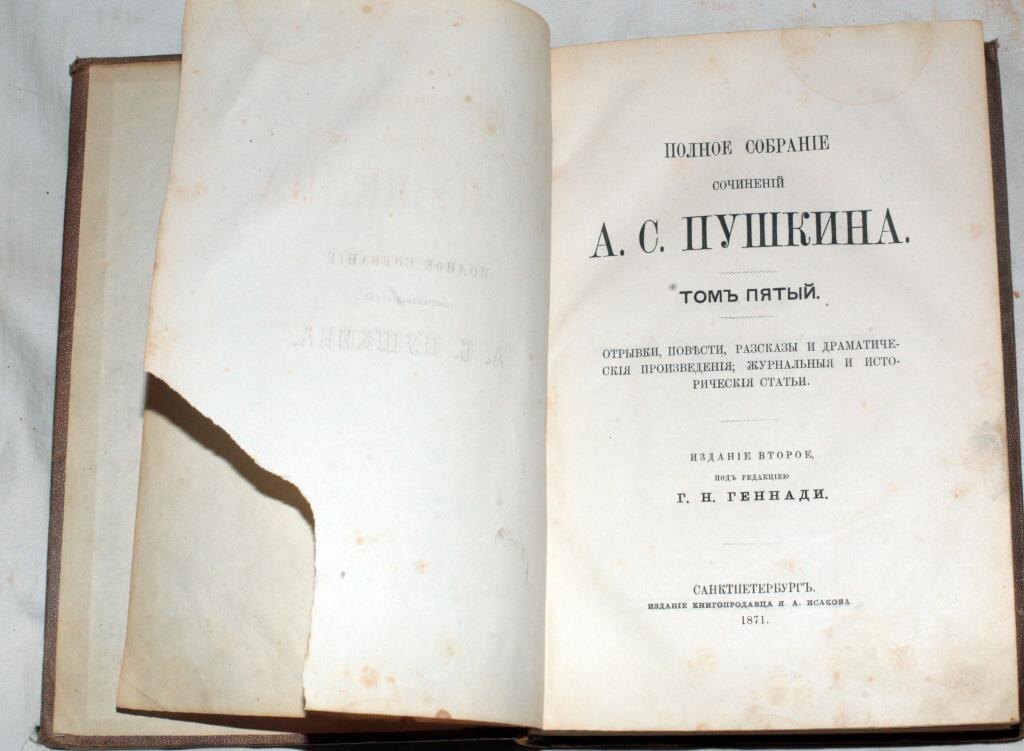 ПОЛНОЕ СОБРАНІЕ
СОЧИНЕНІЙ
А. С. ПУШКИНА.
ТОМЪ ПЯТЫЙ.
ОТРЫВКИ, ПОВѢСТИ, РАЗСКАЗЫ И ДРАМАТИЧЕ-
СКІЯ ПРОИЗВЕДЕНІЯ; ЖУРНАЛЬНЫЯ И ИСТО-
РИЧЕСКІЯ СТАТЬИ.
ИЗДАНІЕ ВТОРОЕ,
ПОДЪ РЕДАКЦІЕЮ
Г. Н. ГЕННАДИ.
САНКТПЕТЕРБУРГЪ.
ИЗДАНІЕ КНИГОПРОДАВЦА Я А. ИСАКОВА
1871.